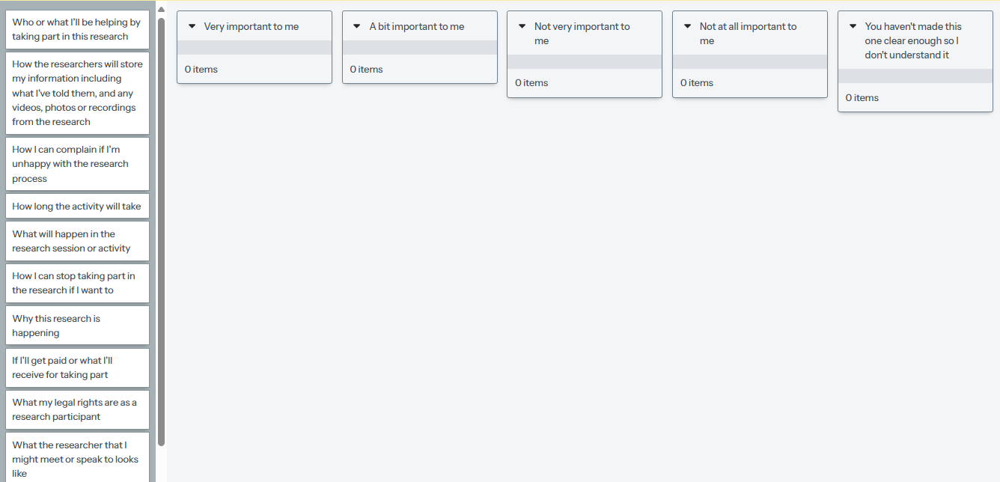 Who or what I'll be helping by
taking part in this research
How the researchers will store
my information including
what I've told them, and any
videos, photos or recordings
from the research
How I can complain if I'm
unhappy with the research
process
How long the activity will take
What will happen in the
research session or activity
How I can stop taking part in
the research if I want to
Why this research is
happening
If I'll get paid or what I'll
receive for taking part
What my legal rights are as a
research participant
What the researcher that I
might meet or speak to looks
like
Very important to me
0 items
A bit important to me
0 items
Not very important to
me
0 items
Not at all important to
me
0 items
You haven't made this
one clear enough so I
don't understand it
0 items